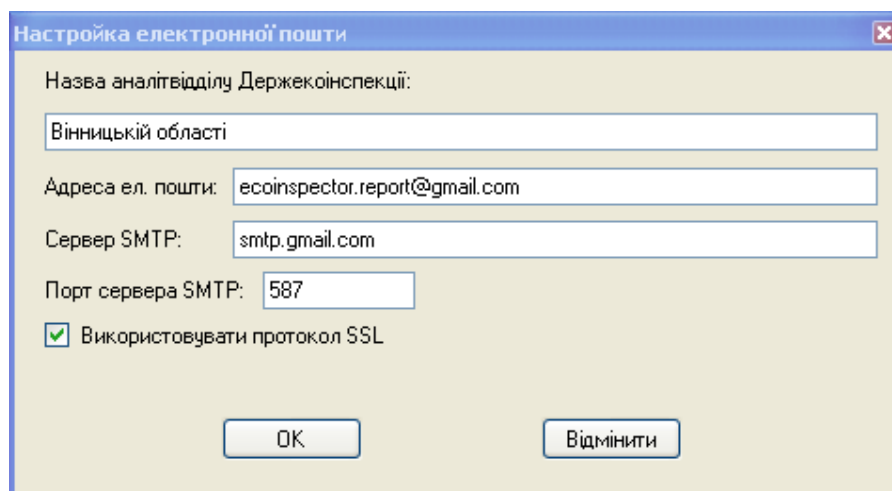 Настройка електронної пошти
Назва аналітвідділу Держекоінспекції:
Вінницькій області
Адреса ел. пошти: ecoinspector.report@gmail.com
Сервер SMTP: smtp.gmail.com
Порт сервера SMTP: 587
Використовувати протокол SSL
OK Відмінити